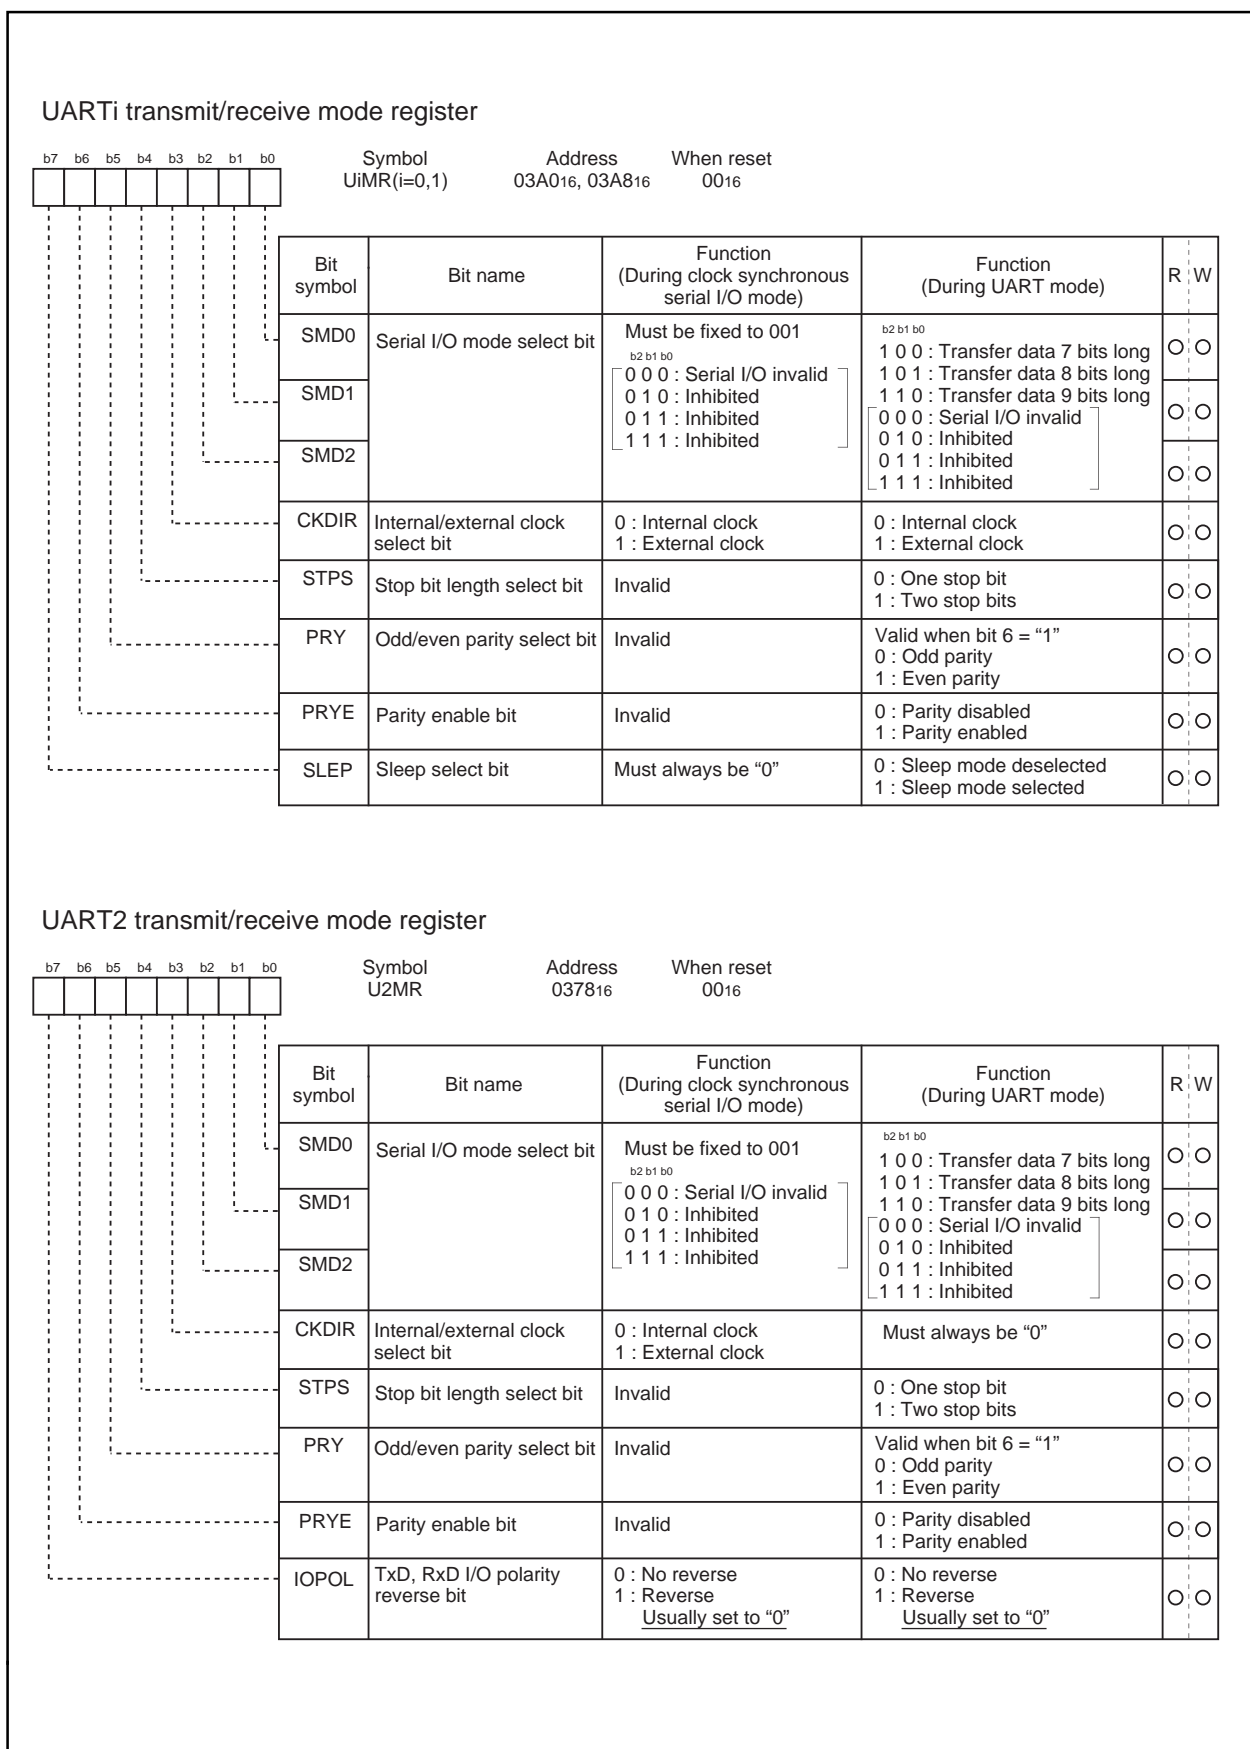 UARTi transmit/receive mode register
b7 b6 b5 b4 b3 b2 b1 b0
Symbol Address When reset
UiMR(i=0,1) 03A016, 03A816 0016
Bit symbol Bit name Function (During clock synchronous serial I/O mode) Function (During UART mode) R W
SMD0 Serial I/O mode select bit
SMD1
SMD2
Must be fixed to 001
b2 b1 b0
0 0 0 : Serial I/O invalid
0 1 0 : Inhibited
0 1 1 : Inhibited
1 1 1 : Inhibited
b2 b1 b0
1 0 0 : Transfer data 7 bits long
1 0 1 : Transfer data 8 bits long
1 1 0 : Transfer data 9 bits long
0 0 0 : Serial I/O invalid
0 1 0 : Inhibited
0 1 1 : Inhibited
1 1 1 : Inhibited
CKDIR Internal/external clock
select bit
0 : Internal clock
1 : External clock
0 : Internal clock
1 : External clock
STPS Stop bit length select bit Invalid
0 : One stop bit
1 : Two stop bits
PRY Odd/even parity select bit Invalid
Valid when bit 6 = “1”
0 : Odd parity
1 : Even parity
PRYE Parity enable bit Invalid
0 : Parity disabled
1 : Parity enabled
SLEP Sleep select bit Must always be “0”
0 : Sleep mode deselected
1 : Sleep mode selected
UART2 transmit/receive mode register
b7 b6 b5 b4 b3 b2 b1 b0
Symbol Address When reset
U2MR 037816 0016
Bit symbol Bit name Function (During clock synchronous serial I/O mode) Function (During UART mode) R W
SMD0 Serial I/O mode select bit
SMD1
SMD2
Must be fixed to 001
b2 b1 b0
0 0 0 : Serial I/O invalid
0 1 0 : Inhibited
0 1 1 : Inhibited
1 1 1 : Inhibited
b2 b1 b0
1 0 0 : Transfer data 7 bits long
1 0 1 : Transfer data 8 bits long
1 1 0 : Transfer data 9 bits long
0 0 0 : Serial I/O invalid
0 1 0 : Inhibited
0 1 1 : Inhibited
1 1 1 : Inhibited
CKDIR Internal/external clock
select bit
0 : Internal clock
1 : External clock
Must always be “0”
STPS Stop bit length select bit Invalid
0 : One stop bit
1 : Two stop bits
PRY Odd/even parity select bit Invalid
Valid when bit 6 = “1”
0 : Odd parity
1 : Even parity
PRYE Parity enable bit Invalid
0 : Parity disabled
1 : Parity enabled
IOPOL TxD, RxD I/O polarity
reverse bit
0 : No reverse
1 : Reverse
Usually set to “0”
0 : No reverse
1 : Reverse
Usually set to “0”